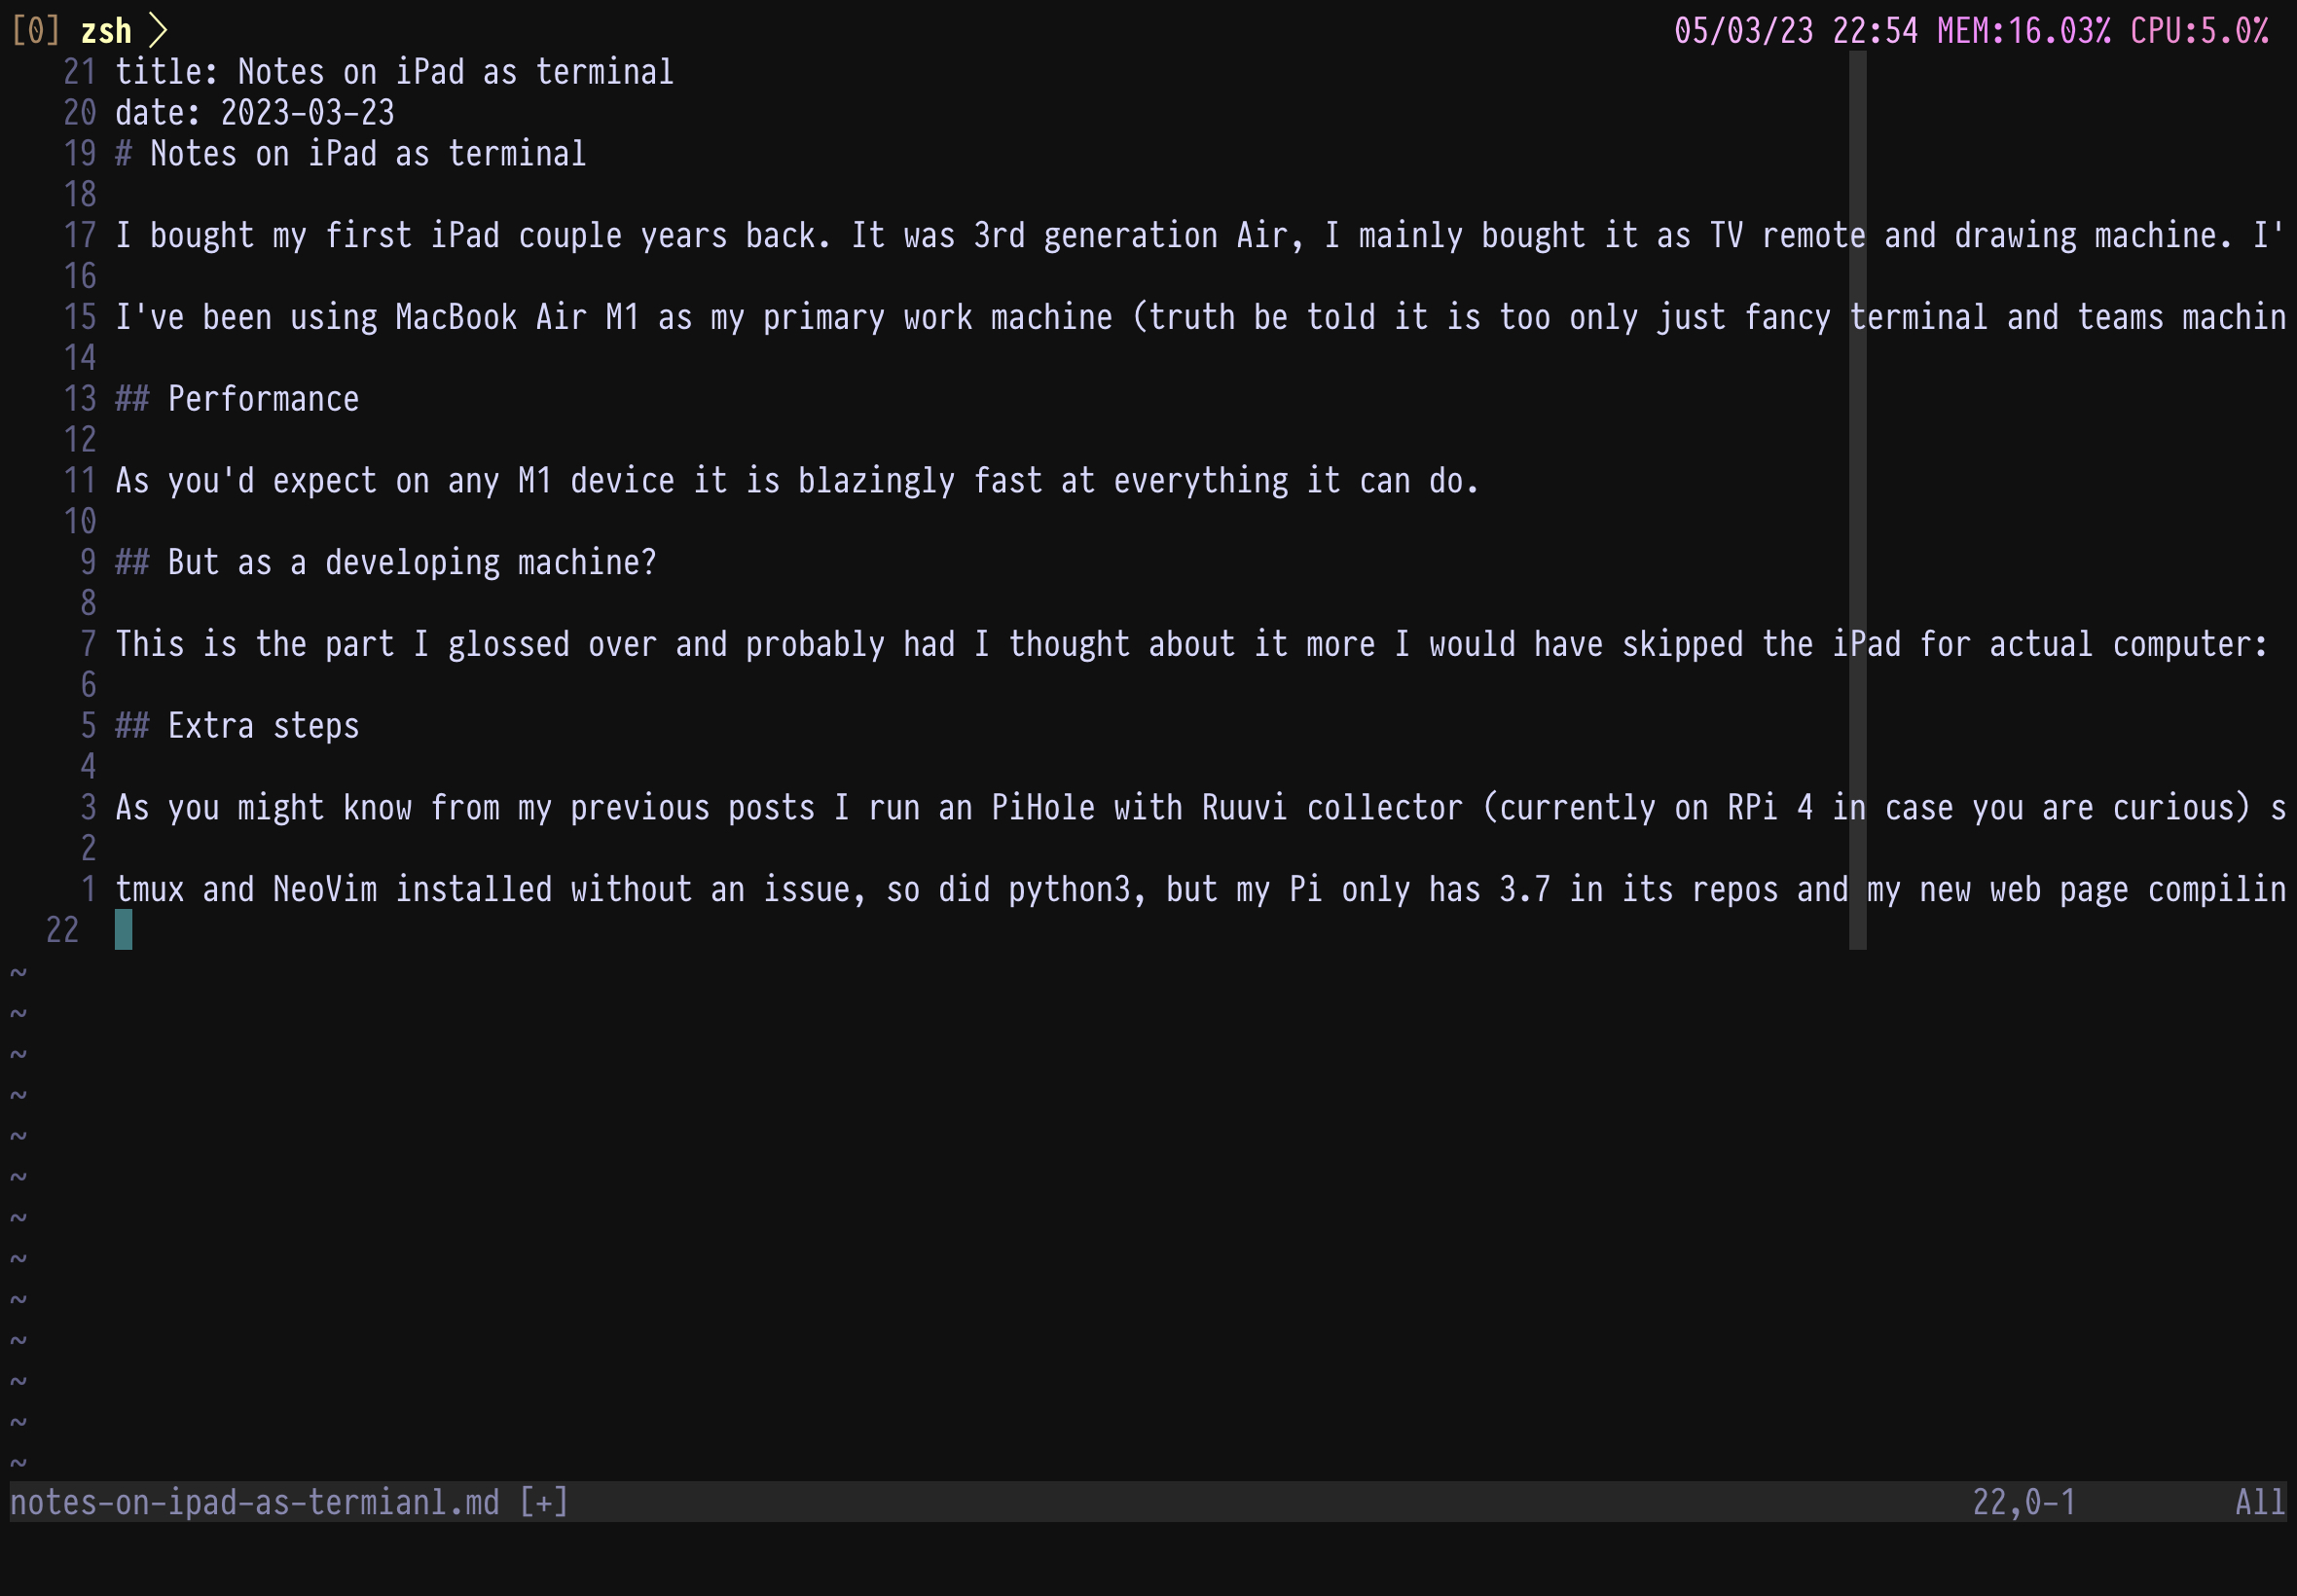 [0] zsh 05/03/23 22:54 MEM:16.03% CPU:5.0%
21 title: Notes on iPad as terminal
20 date: 2023-03-23
19 # Notes on iPad as terminal
18
17 I bought my first iPad couple years back. It was 3rd generation Air, I mainly bought it as TV remote and drawing machine. I'
16
15 I've been using MacBook Air M1 as my primary work machine (truth be told it is too only just fancy terminal and teams machin
14
13 ## Performance
12
11 As you'd expect on any M1 device it is blazingly fast at everything it can do.
10
9 ## But as a developing machine?
8
7 This is the part I glossed over and probably had I thought about it more I would have skipped the iPad for actual computer:
6
5 ## Extra steps
4
3 As you might know from my previous posts I run an PiHole with Ruuvi collector (currently on RPi 4 in case you are curious) s
2
1 tmux and NeoVim installed without an issue, so did python3, but my Pi only has 3.7 in its repos and my new web page compilin
22
~
~
~
~
~
~
~
~
~
~
~
~
~
notes-on-ipad-as-termianl.md [+] 22,0-1 All